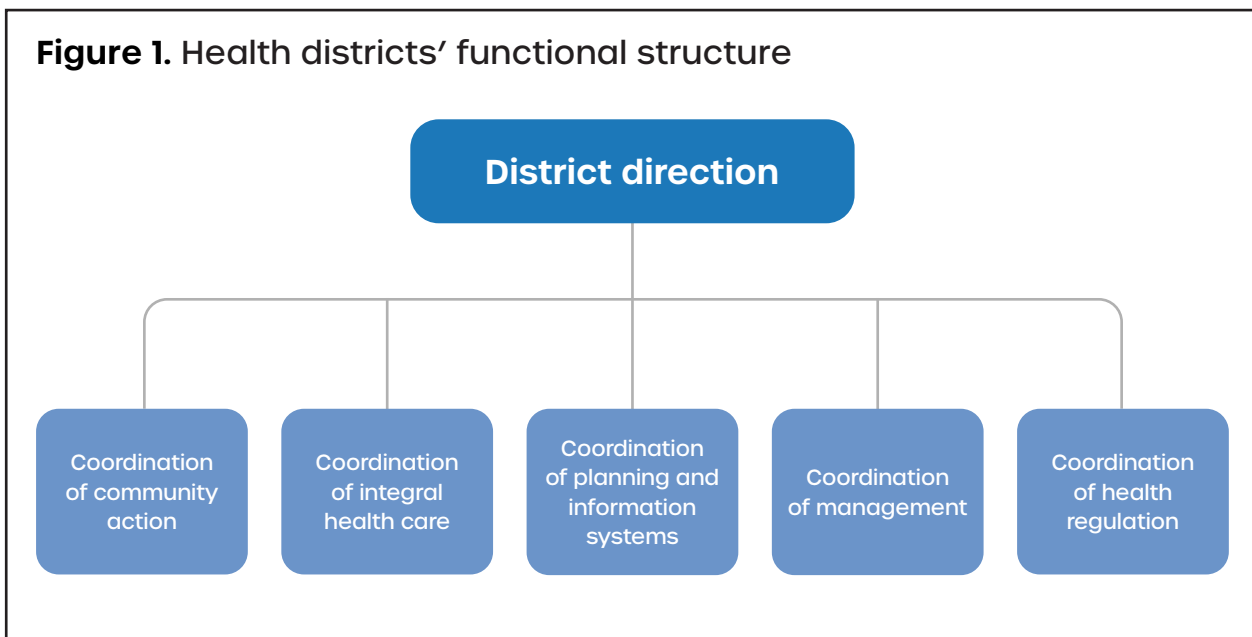 Figure 1. Health districts’ functional structure
District direction
Coordination
of community
action
Coordination
of integral
health care
Coordination
of planning and
information
systems
Coordination
of management
Coordination
of health
regulation